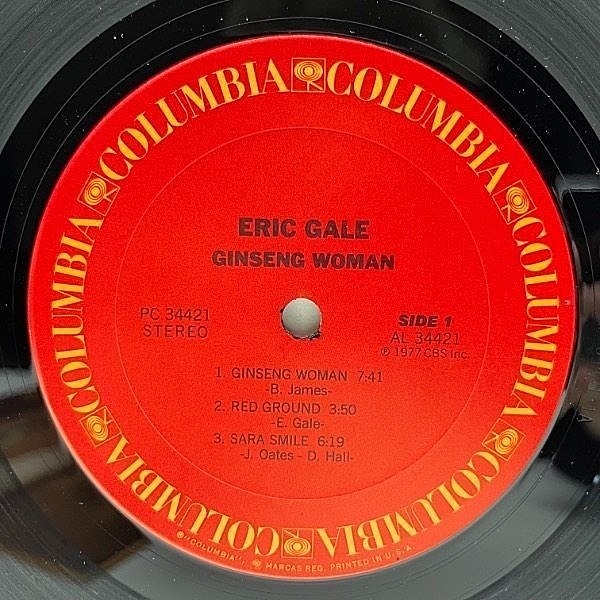 COLUMBIA COLUMBIA COLUMBIA COLUMBIA COLUMBIA COLUMBIA
ERIC GALE
GINSENG WOMAN
PC 34421
STEREO
SIDE 1
AL 34421
℗ 1977 CBS Inc.
1. GINSENG WOMAN 7:41
-B. James-
2. RED GROUND 3:50
-E. Gale-
3. SARA SMILE 6:19
-J. Oates - D. Hall-
®"COLUMBIA", MARCAS REG. PRINTED IN U.S.A.